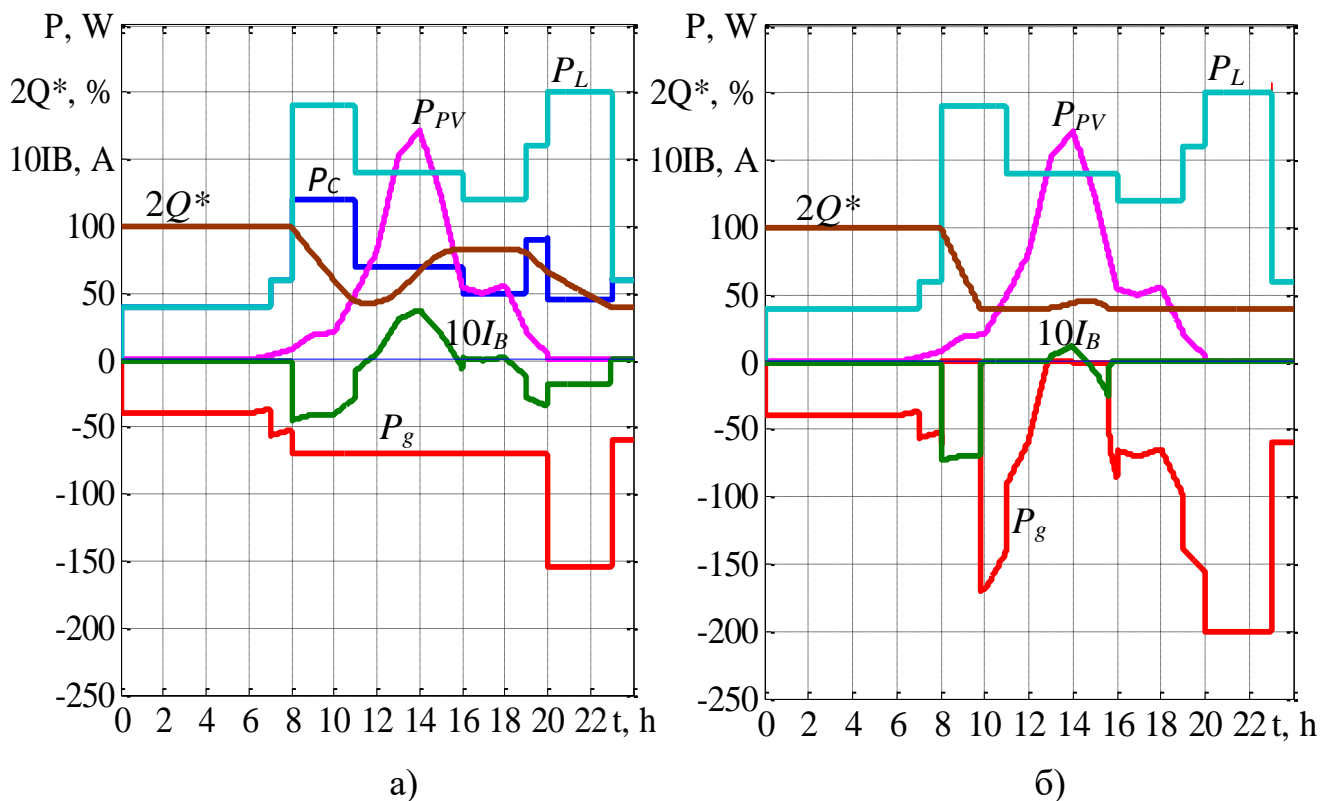 P, W
2Q*, %
10IB, A
100
50
0
-50
-100
-150
-200
-250
P_L
P_PV
P_C
2Q*
10I_B
P_g
0 2 4 6 8 10 12 14 16 18 20 22 t, h
а)
P, W
2Q*, %
10IB, A
100
50
0
-50
-100
-150
-200
-250
P_L
P_PV
2Q*
10I_B
P_g
0 2 4 6 8 10 12 14 16 18 20 22 t, h
б)